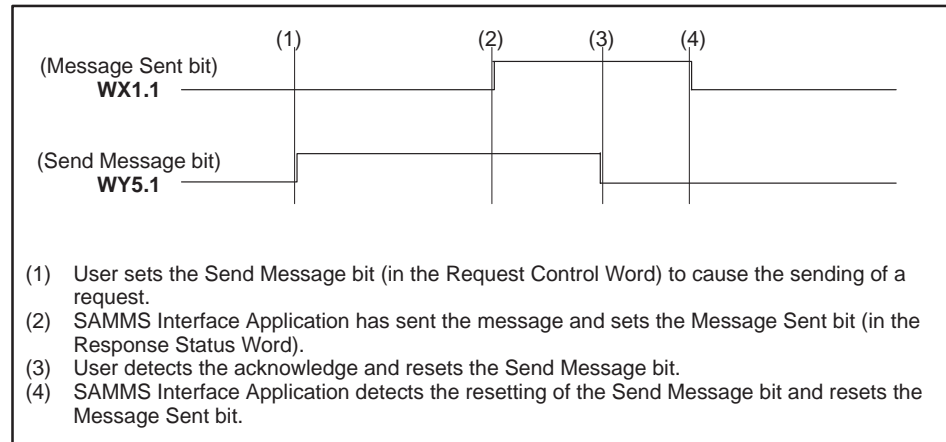 (1) (2) (3) (4)
(Message Sent bit)
WX1.1
(Send Message bit)
WY5.1
(1) User sets the Send Message bit (in the Request Control Word) to cause the sending of a
request.
(2) SAMMS Interface Application has sent the message and sets the Message Sent bit (in the
Response Status Word).
(3) User detects the acknowledge and resets the Send Message bit.
(4) SAMMS Interface Application detects the resetting of the Send Message bit and resets the
Message Sent bit.